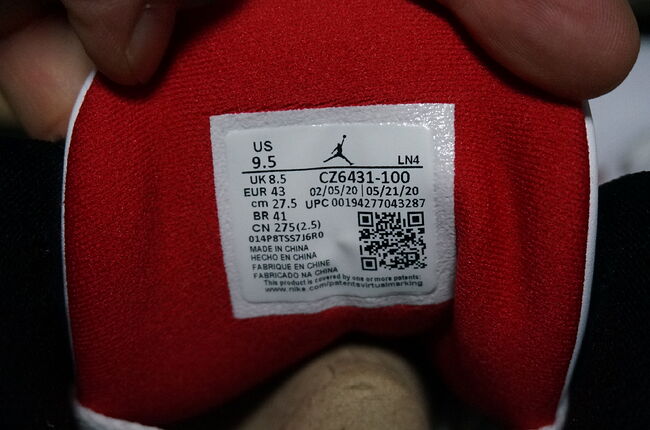 US
9.5 LN4
UK 8.5 CZ6431-100
EUR 43 02/05/20 | 05/21/20
cm 27.5 UPC 00194277043287
BR 41
CN 275(2.5)
014P8TSS7J6R0
MADE IN CHINA
HECHO EN CHINA
FABRIQUE EN CHINE
FABRICADO NA CHINA
This product is covered by one or more patents:
www.nike.com/patentsvirtualmarking